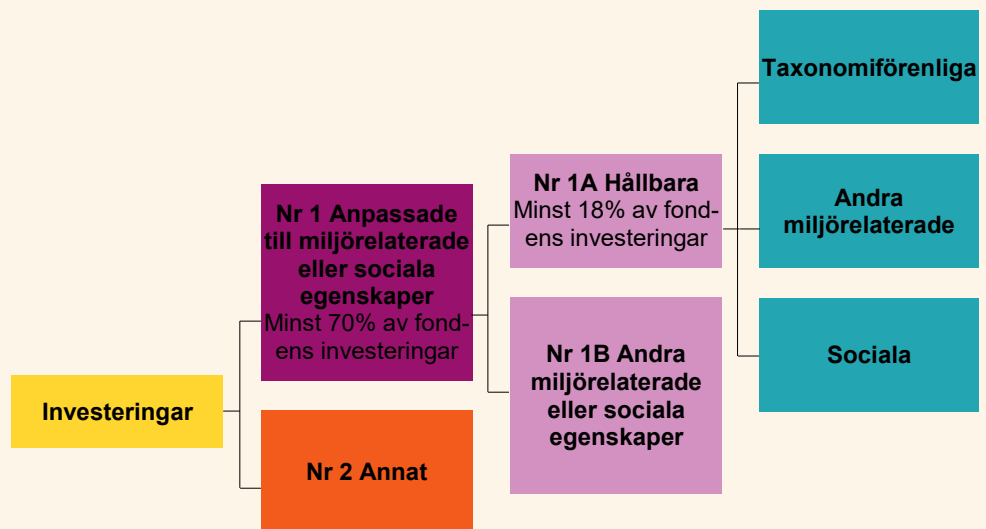 Investeringar
Nr 1 Anpassade
till miljörelaterade
eller sociala
egenskaper
Minst 70% av fond-
ens investeringar
Nr 2 Annat
Nr 1A Hållbara
Minst 18% av fond-
ens investeringar
Nr 1B Andra
miljörelaterade
eller sociala
egenskaper
Taxonomiförenliga
Andra
miljörelaterade
Sociala